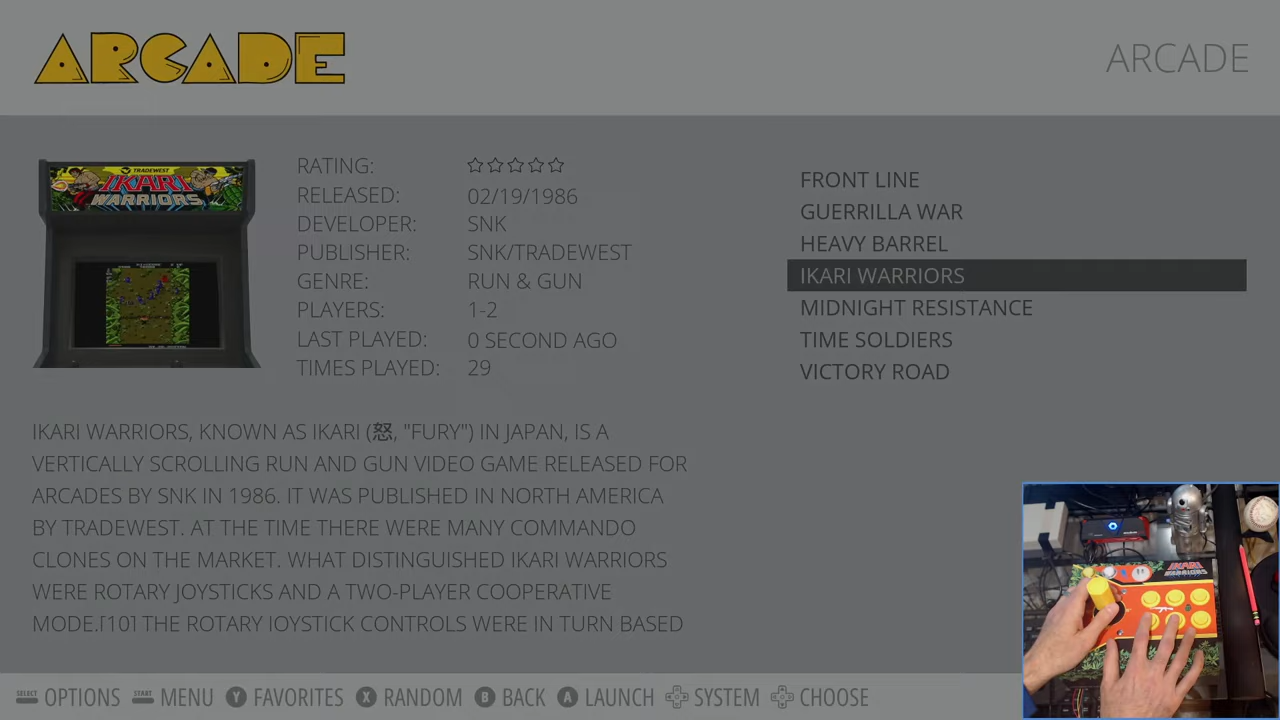 ARCADE
ARCADE
TRADEWEST
IKARI
WARRIORS
RATING:
RELEASED: 02/19/1986
DEVELOPER: SNK
PUBLISHER: SNK/TRADEWEST
GENRE: RUN & GUN
PLAYERS: 1-2
LAST PLAYED: 0 SECOND AGO
TIMES PLAYED: 29
FRONT LINE
GUERRILLA WAR
HEAVY BARREL
IKARI WARRIORS
MIDNIGHT RESISTANCE
TIME SOLDIERS
VICTORY ROAD
IKARI WARRIORS, KNOWN AS IKARI (怒, "FURY") IN JAPAN, IS A
VERTICALLY SCROLLING RUN AND GUN VIDEO GAME RELEASED FOR
ARCADES BY SNK IN 1986. IT WAS PUBLISHED IN NORTH AMERICA
BY TRADEWEST. AT THE TIME THERE WERE MANY COMMANDO
CLONES ON THE MARKET. WHAT DISTINGUISHED IKARI WARRIORS
WERE ROTARY JOYSTICKS AND A TWO-PLAYER COOPERATIVE
MODE.[10] THE ROTARY JOYSTICK CONTROLS WERE IN TURN BASED
IKARI
WARRIORS
SELECT OPTIONS START MENU Y FAVORITES X RANDOM B BACK A LAUNCH SYSTEM CHOOSE